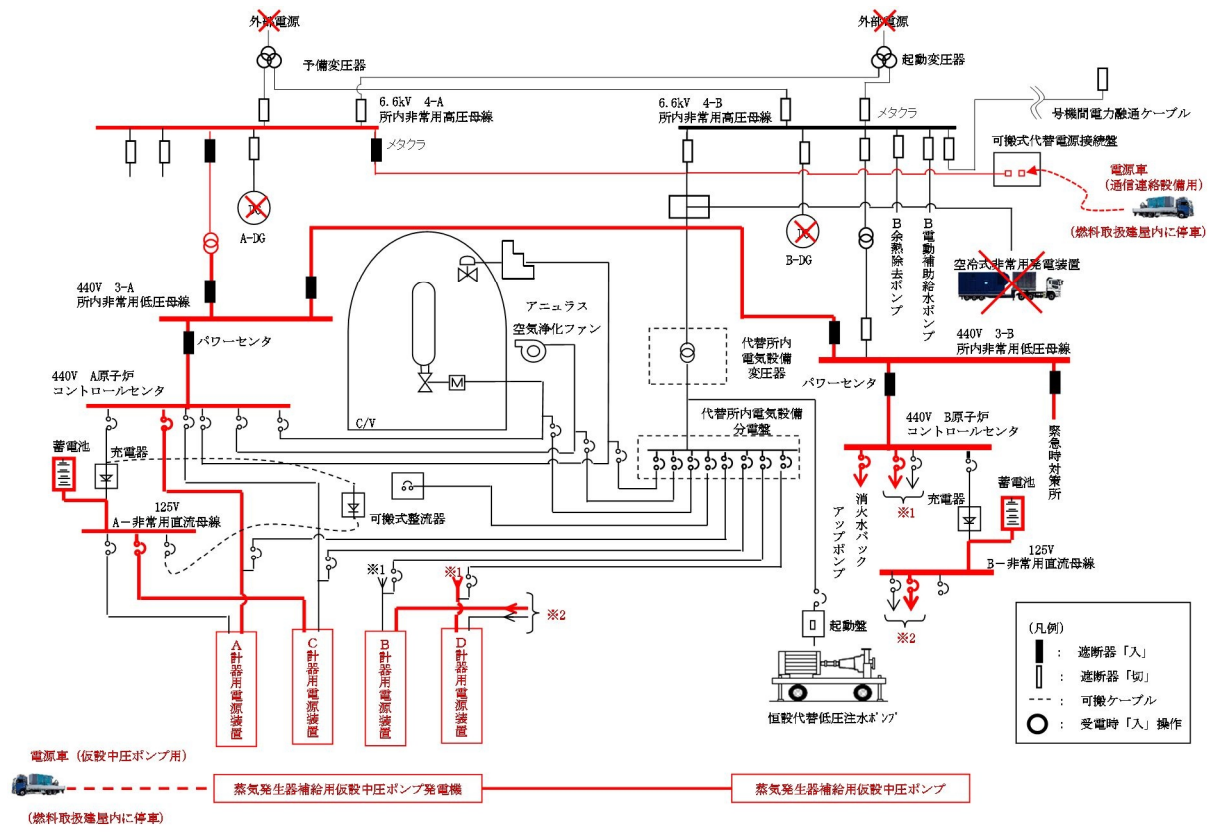 外部電源
外部電源
予備変圧器
起動変圧器
6.6kV 4-A
所内非常用高圧母線
メタクラ
6.6kV 4-B
所内非常用高圧母線
メタクラ
号機間電力融通ケーブル
可搬式代替電源接続盤
電源車
(通信連絡設備用)
(燃料取扱建屋内に停車)
A-DG
B-DG
B余熱除去ポンプ
B電動補助給水ポンプ
空冷式非常用発電装置
440V 3-A
所内非常用低圧母線
パワーセンタ
アニュラス
空気浄化ファン
M
C/V
代替所内
電気設備
変圧器
440V 3-B
所内非常用低圧母線
パワーセンタ
440V A原子炉
コントロールセンタ
代替所内電気設備
分電盤
440V B原子炉
コントロールセンタ
緊急時対策所
蓄電池
充電器
可搬式整流器
125V
A-非常用直流母線
消火水バック
アップポンプ
※1
充電器
蓄電池
125V
B-非常用直流母線
※2
※1
※1
※2
A計器用電源装置
C計器用電源装置
B計器用電源装置
D計器用電源装置
起動盤
恒設代替低圧注水ポンプ
(凡例)
: 遮断器「入」
: 遮断器「切」
: 可搬ケーブル
: 受電時「入」操作
電源車 (仮設中圧ポンプ用)
(燃料取扱建屋内に停車)
蒸気発生器補給用仮設中圧ポンプ発電機
蒸気発生器補給用仮設中圧ポンプ